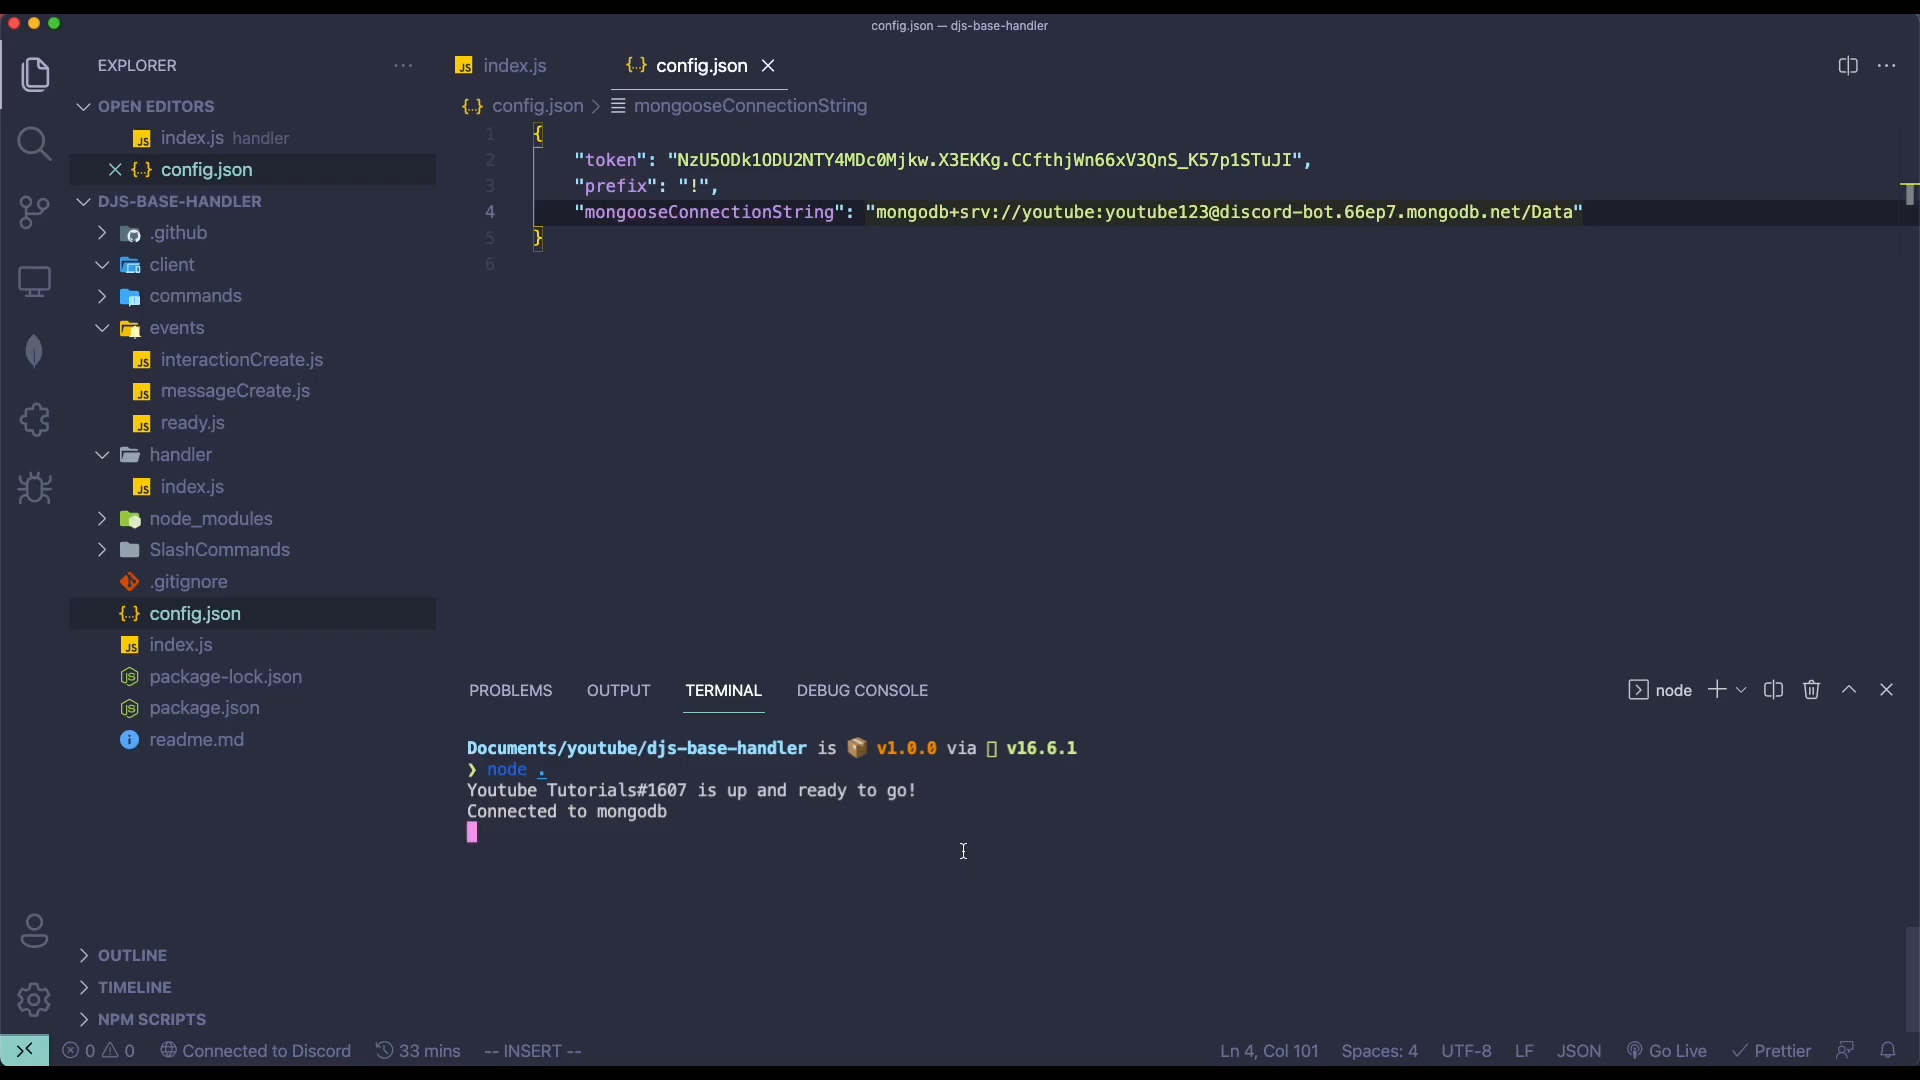 config.json — djs-base-handler
EXPLORER
OPEN EDITORS
index.js handler
config.json
DJS-BASE-HANDLER
.github
client
commands
events
interactionCreate.js
messageCreate.js
ready.js
handler
index.js
node_modules
SlashCommands
.gitignore
config.json
index.js
package-lock.json
package.json
readme.md
OUTLINE
TIMELINE
NPM SCRIPTS
index.js
config.json
config.json > mongooseConnectionString
1 {
2 "token": "NzU5ODk1ODU2NTY4MDc0Mjkw.X3EKKg.CCfthjWn66xV3QnS_K57p1STuJI",
3 "prefix": "!",
4 "mongooseConnectionString": "mongodb+srv://youtube:youtube123@discord-bot.66ep7.mongodb.net/Data"
5 }
6
PROBLEMS OUTPUT TERMINAL DEBUG CONSOLE
node
Documents/youtube/djs-base-handler is 📦 v1.0.0 via v16.6.1
❯ node .
Youtube Tutorials#1607 is up and ready to go!
Connected to mongodb
0 0 Connected to Discord 33 mins -- INSERT -- Ln 4, Col 101 Spaces: 4 UTF-8 LF JSON Go Live Prettier